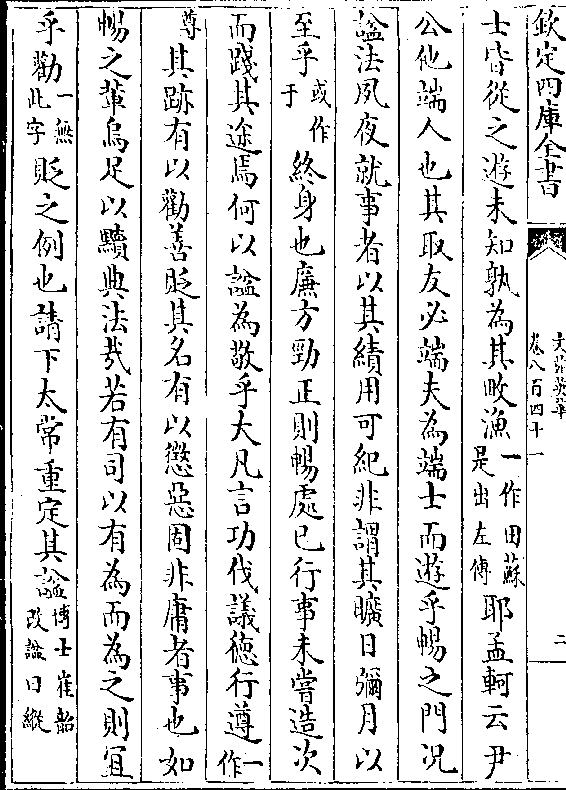 欽定四庫全書
文苑英華
卷八百四十一
二
士皆從之遊未知孰為其畋漁一作田蘇是出左傳耶孟軻云尹
公他端人也其取友必端夫為端士而遊乎暢之門况
諡法夙夜就事者以其績用可紀非謂其曠日彌月以
至乎或作于終身也廉方勁正則暢處已行事未嘗造次
而踐其途焉何以諡為敬乎大凡言功伐議德行遵一作
尊其跡有以勸善貶其名有以懲惡固非庸者事也如
暢之輩烏足以黷典法哉若有司以有為而為之則冝
乎勸一無此字貶之例也請下太常重定其諡博士崔韶改諡曰縱